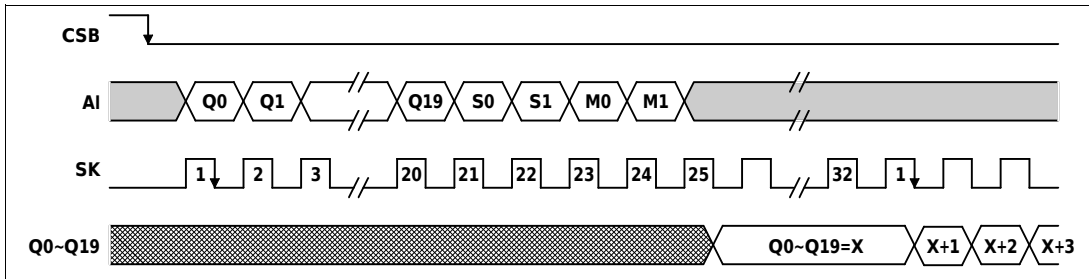 CSB
AI Q0 Q1 Q19 S0 S1 M0 M1
SK 1 2 3 20 21 22 23 24 25 32 1
Q0~Q19 Q0~Q19=X X+1 X+2 X+3